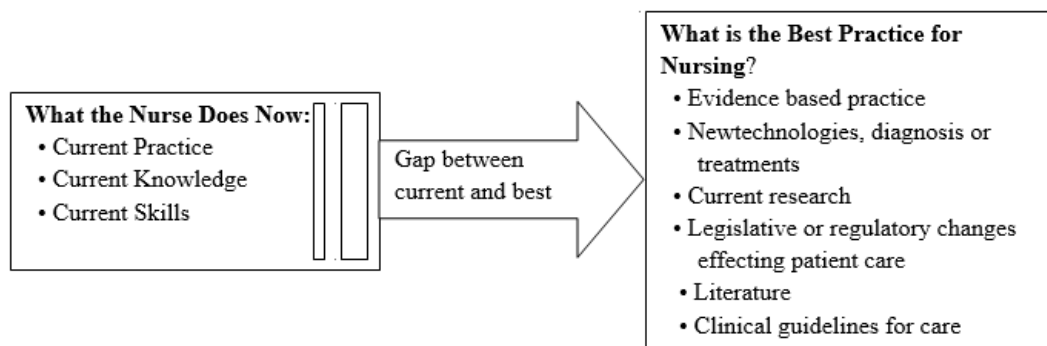 What the Nurse Does Now:
• Current Practice
• Current Knowledge
• Current Skills
Gap between
current and best
What is the Best Practice for
Nursing?
• Evidence based practice
• Newtechnologies, diagnosis or
treatments
• Current research
• Legislative or regulatory changes
effecting patient care
• Literature
• Clinical guidelines for care